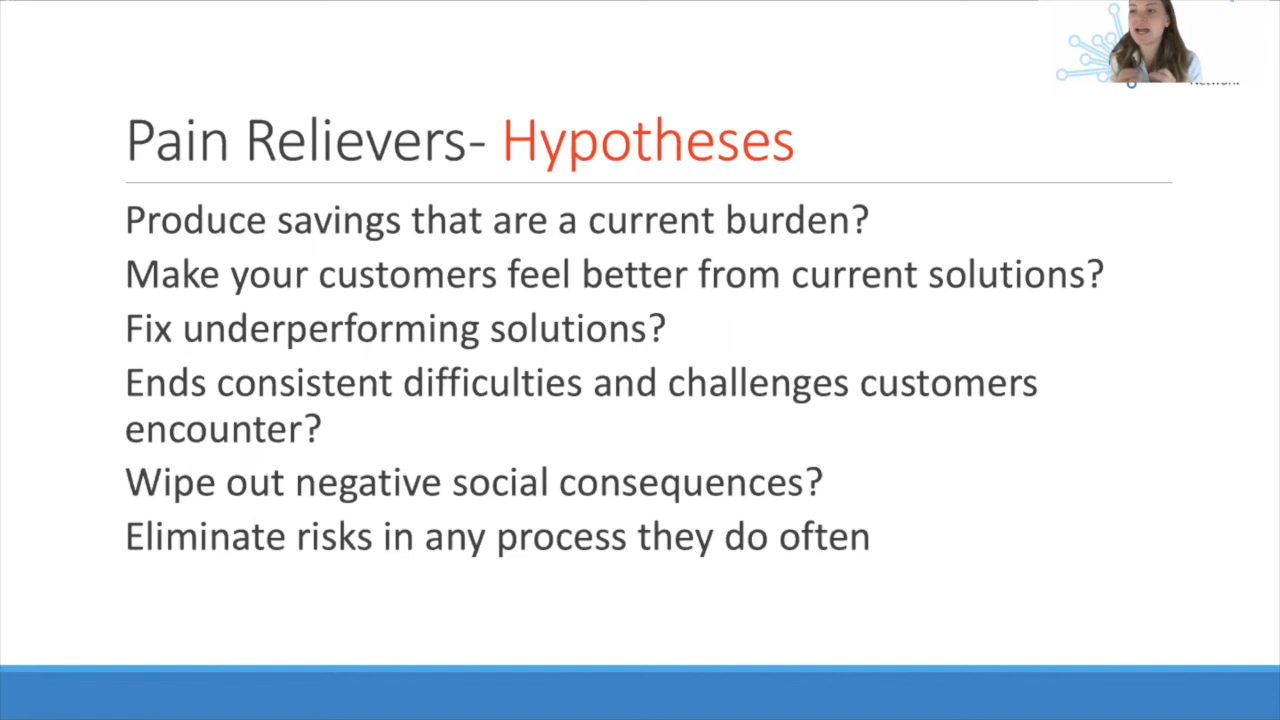 Pain Relievers- Hypotheses
Produce savings that are a current burden?
Make your customers feel better from current solutions?
Fix underperforming solutions?
Ends consistent difficulties and challenges customers
encounter?
Wipe out negative social consequences?
Eliminate risks in any process they do often